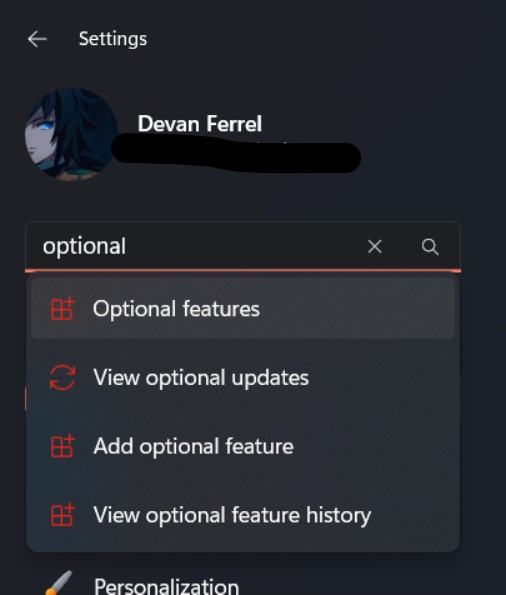 Settings
Devan Ferrel
optional
Optional features
View optional updates
Add optional feature
View optional feature history
Personalization